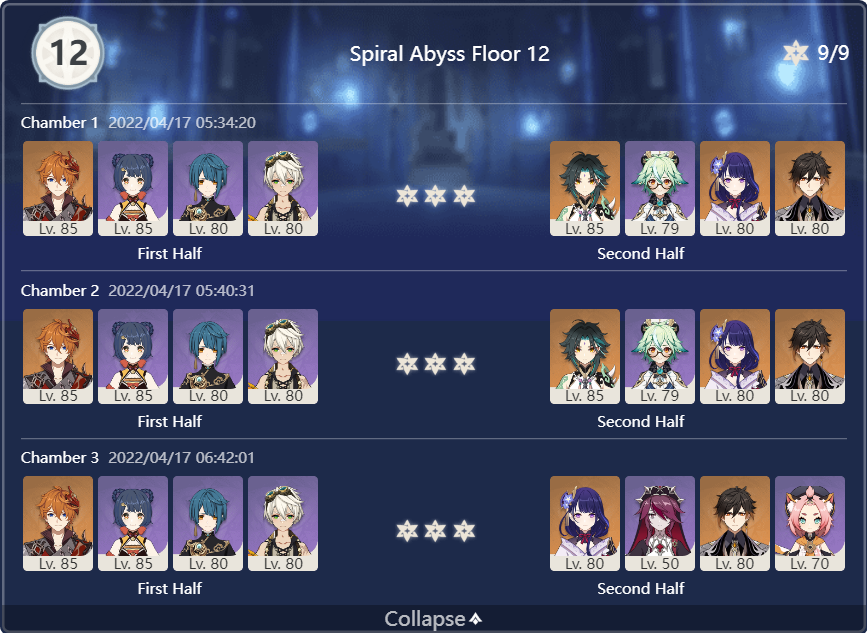 12
Spiral Abyss Floor 12
9/9
Chamber 1 2022/04/17 05:34:20
Lv. 85 Lv. 85 Lv. 80 Lv. 80 Lv. 85 Lv. 79 Lv. 80 Lv. 80
First Half Second Half
Chamber 2 2022/04/17 05:40:31
Lv. 85 Lv. 85 Lv. 80 Lv. 80 Lv. 85 Lv. 79 Lv. 80 Lv. 80
First Half Second Half
Chamber 3 2022/04/17 06:42:01
Lv. 85 Lv. 85 Lv. 80 Lv. 80 Lv. 80 Lv. 50 Lv. 80 Lv. 70
First Half Second Half
Collapse